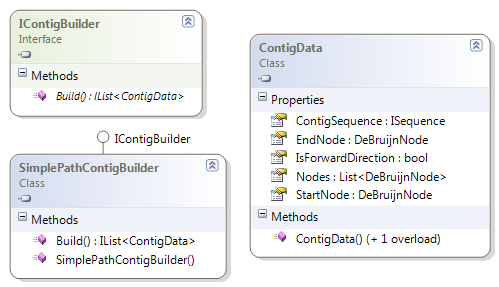 IContigBuilder
Interface
Methods
Build() : IList<ContigData>
IContigBuilder
SimplePathContigBuilder
Class
Methods
Build() : IList<ContigData>
SimplePathContigBuilder()
ContigData
Class
Properties
ContigSequence : ISequence
EndNode : DeBruijnNode
IsForwardDirection : bool
Nodes : List<DeBruijnNode>
StartNode : DeBruijnNode
Methods
ContigData() (+ 1 overload)